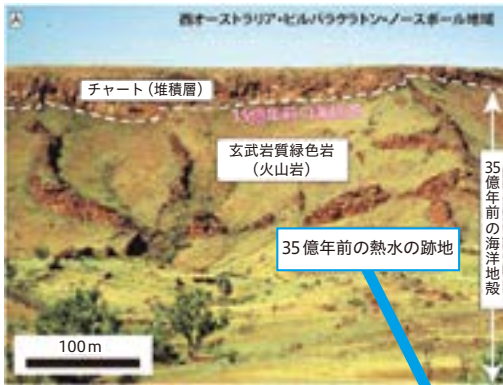 西オーストラリア・ピルバラクラトン・ノースポール地域
チャート（堆積層）
玄武岩質緑色岩
（火山岩）
35億年前の海洋地殻
35億年前の熱水の跡地
100m